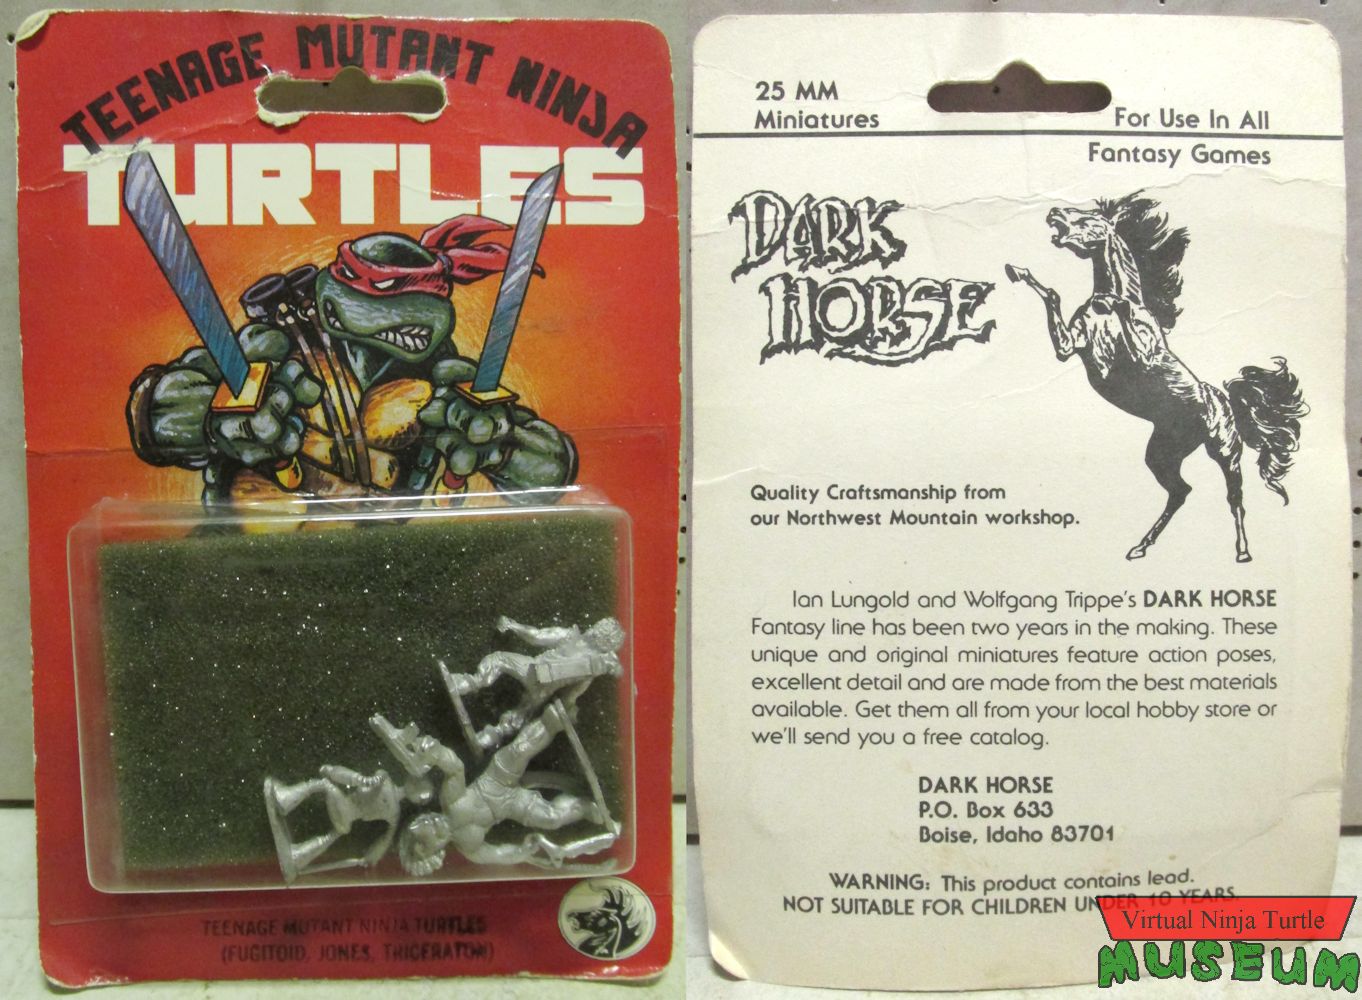 TEENAGE MUTANT NINJA
TURTLES
TEENAGE MUTANT NINJA TURTLES
(FUGITOID, JONES, TRICERATON)
25 MM
Miniatures
For Use In All
Fantasy Games
DARK
HORSE
Quality Craftsmanship from
our Northwest Mountain workshop.
Ian Lungold and Wolfgang Trippe's DARK HORSE
Fantasy line has been two years in the making. These
unique and original miniatures feature action poses,
excellent detail and are made from the best materials
available. Get them all from your local hobby store or
we'll send you a free catalog.
DARK HORSE
P.O. Box 633
Boise, Idaho 83701
WARNING: This product contains lead.
NOT SUITABLE FOR CHILDREN UNDER 10 YEARS.
Virtual Ninja Turtle
MUSEUM